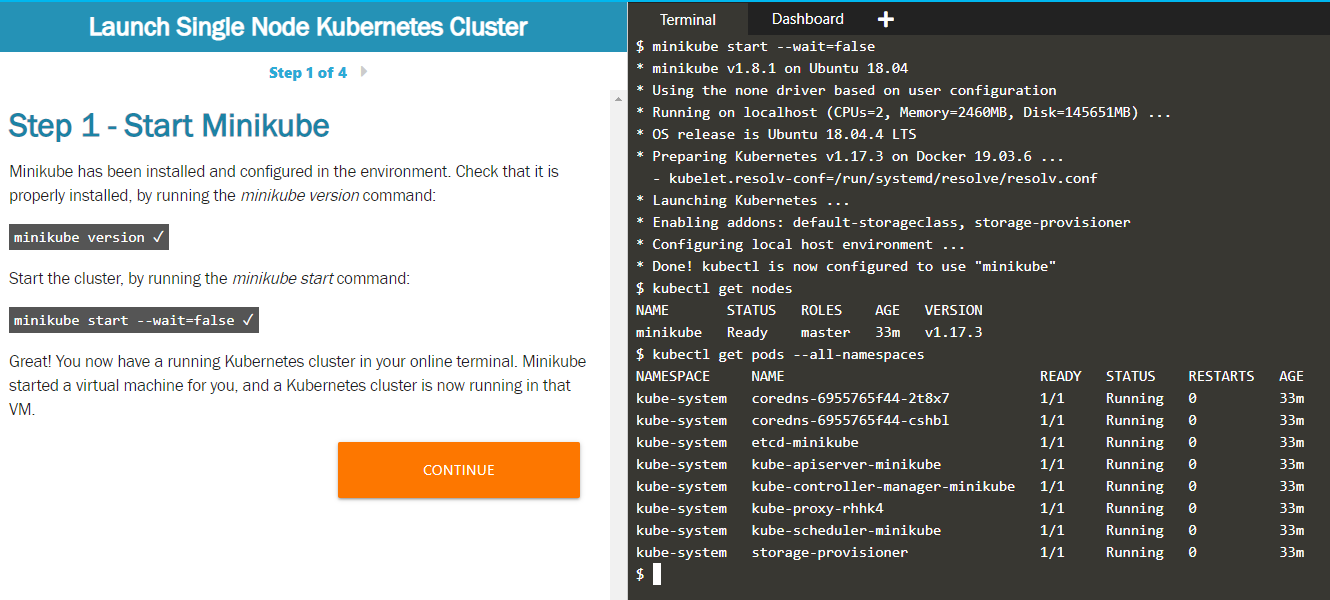 Launch Single Node Kubernetes Cluster
Step 1 of 4
Step 1 - Start Minikube
Minikube has been installed and configured in the environment. Check that it is
properly installed, by running the minikube version command:
minikube version ✓
Start the cluster, by running the minikube start command:
minikube start --wait=false ✓
Great! You now have a running Kubernetes cluster in your online terminal. Minikube
started a virtual machine for you, and a Kubernetes cluster is now running in that
VM.
CONTINUE
Terminal Dashboard +
$ minikube start --wait=false
* minikube v1.8.1 on Ubuntu 18.04
* Using the none driver based on user configuration
* Running on localhost (CPUs=2, Memory=2460MB, Disk=145651MB) ...
* OS release is Ubuntu 18.04.4 LTS
* Preparing Kubernetes v1.17.3 on Docker 19.03.6 ...
  - kubelet.resolv-conf=/run/systemd/resolve/resolv.conf
* Launching Kubernetes ...
* Enabling addons: default-storageclass, storage-provisioner
* Configuring local host environment ...
* Done! kubectl is now configured to use "minikube"
$ kubectl get nodes
NAME       STATUS   ROLES    AGE   VERSION
minikube   Ready    master   33m   v1.17.3
$ kubectl get pods --all-namespaces
NAMESPACE     NAME                               READY   STATUS    RESTARTS   AGE
kube-system   coredns-6955765f44-2t8x7           1/1     Running   0          33m
kube-system   coredns-6955765f44-cshbl           1/1     Running   0          33m
kube-system   etcd-minikube                      1/1     Running   0          33m
kube-system   kube-apiserver-minikube            1/1     Running   0          33m
kube-system   kube-controller-manager-minikube   1/1     Running   0          33m
kube-system   kube-proxy-rhhk4                   1/1     Running   0          33m
kube-system   kube-scheduler-minikube            1/1     Running   0          33m
kube-system   storage-provisioner                1/1     Running   0          33m
$